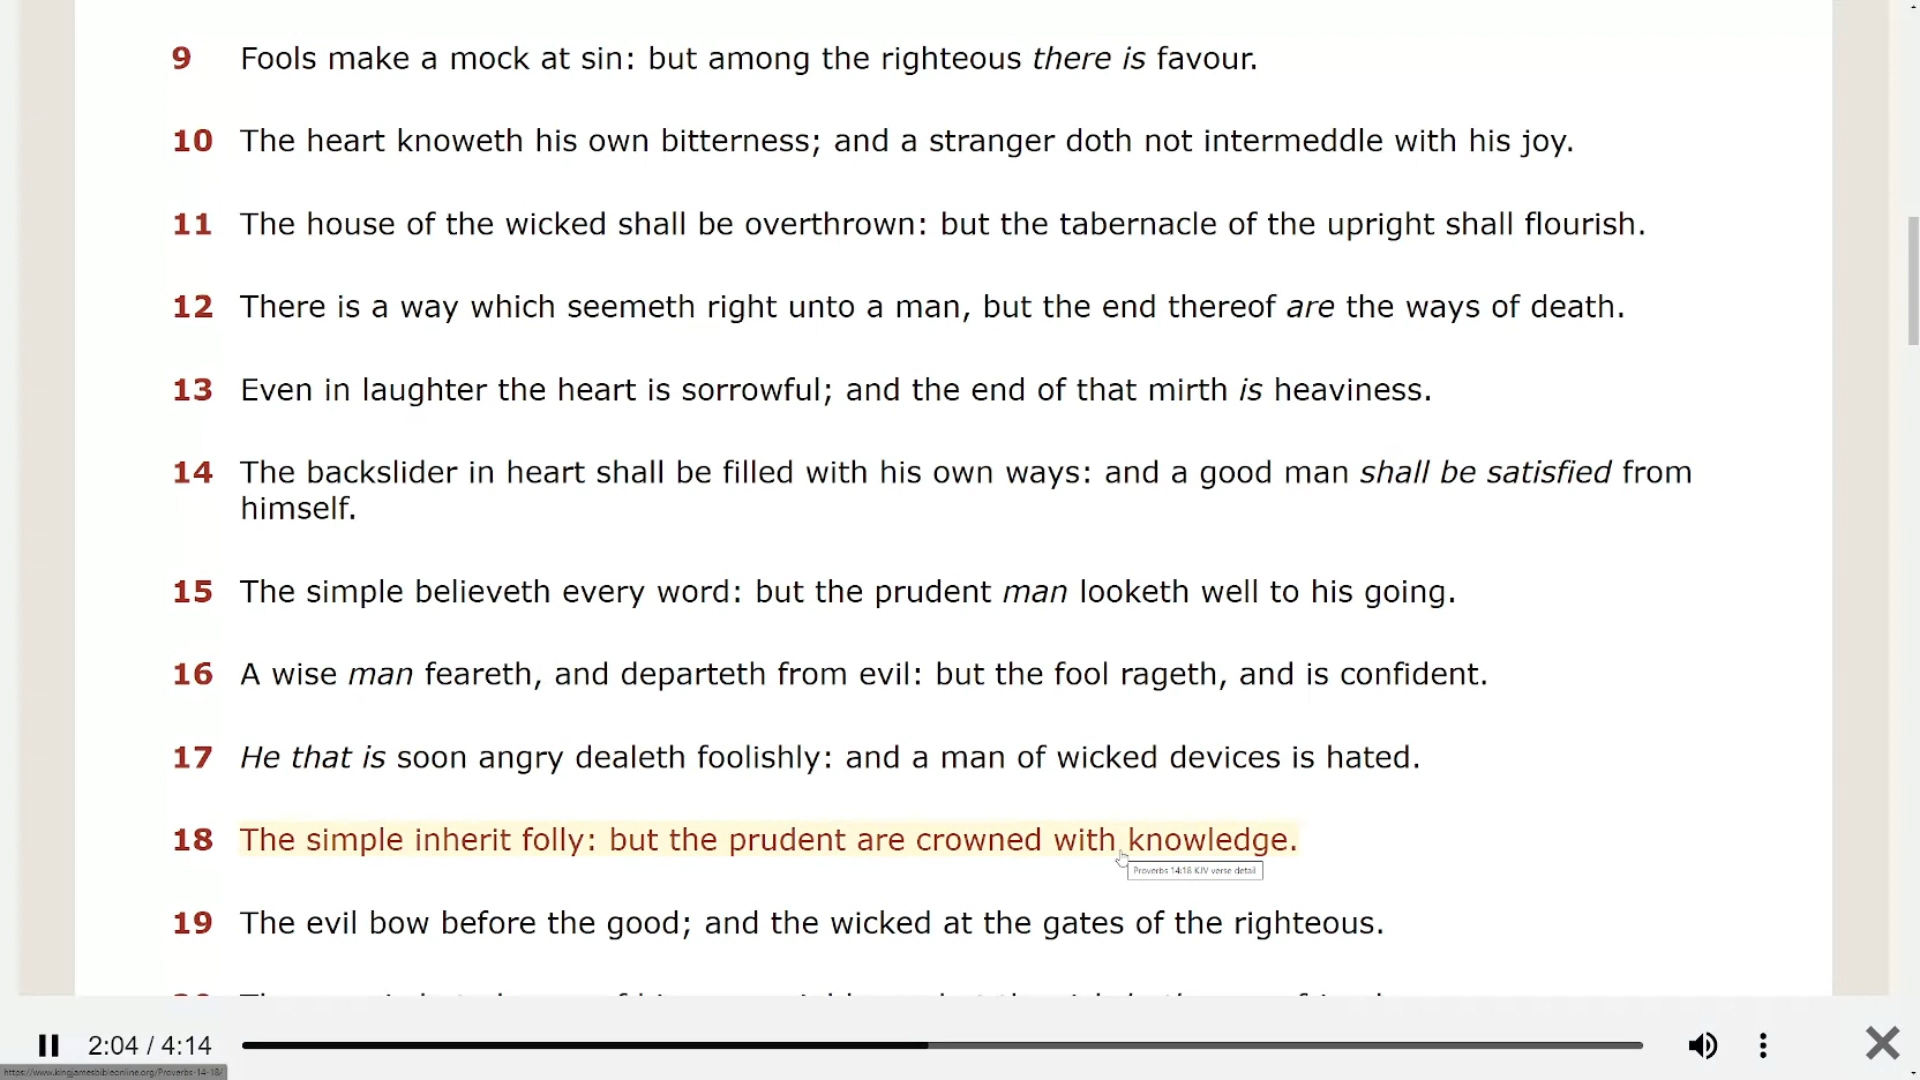 9 Fools make a mock at sin: but among the righteous there is favour.
10 The heart knoweth his own bitterness; and a stranger doth not intermeddle with his joy.
11 The house of the wicked shall be overthrown: but the tabernacle of the upright shall flourish.
12 There is a way which seemeth right unto a man, but the end thereof are the ways of death.
13 Even in laughter the heart is sorrowful; and the end of that mirth is heaviness.
14 The backslider in heart shall be filled with his own ways: and a good man shall be satisfied from
himself.
15 The simple believeth every word: but the prudent man looketh well to his going.
16 A wise man feareth, and departeth from evil: but the fool rageth, and is confident.
17 He that is soon angry dealeth foolishly: and a man of wicked devices is hated.
18 The simple inherit folly: but the prudent are crowned with knowledge.
Proverbs 14:18 KJV verse detail
19 The evil bow before the good; and the wicked at the gates of the righteous.
2:04 / 4:14
https://www.kingjamesbibleonline.org/Proverbs-14-18/